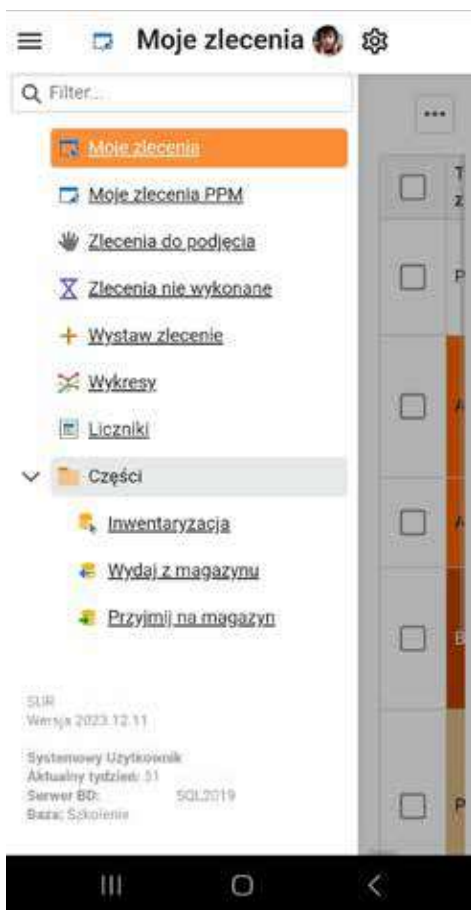 Moje zlecenia
Filter...
Moje zlecenia
Moje zlecenia PPM
Zlecenia do podjęcia
Zlecenia nie wykonane
Wystaw zlecenie
Wykresy
Liczniki
Części
Inwentaryzacja
Wydaj z magazynu
Przyjmij na magazyn
SUR
Wersja 2023.12.11
Systemowy Użytkownik
Aktualny tydzień: 51
Serwer BD: SQL2019
Baza: Szkolenie
T
z
P
A
A
B
P